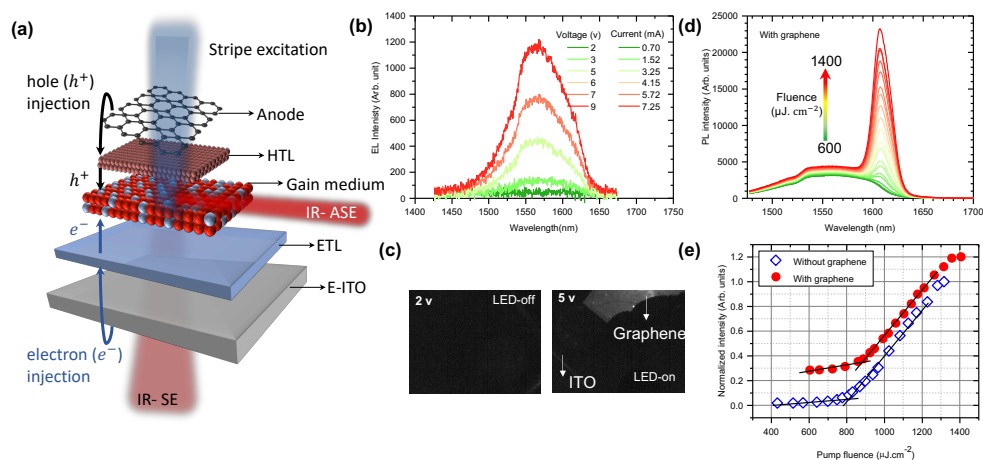 (a)
Stripe excitation
hole (h⁺)
injection
Anode
HTL
h⁺
Gain medium
IR- ASE
e⁻
ETL
E-ITO
electron (e⁻)
injection
IR- SE
(b)
EL Intenisty (Arb. unit)
1400
1200
1000
800
600
400
200
0
Voltage (v) Current (mA)
2 0.70
3 1.52
5 3.25
6 4.15
7 5.72
9 7.25
1400 1450 1500 1550 1600 1650 1700 1750
Wavelength(nm)
(c)
2 v
LED-off
5 v
Graphene
ITO
LED-on
(d)
PL intensity (Arb. units)
25000
20000
15000
10000
5000
0
With graphene
1400
Fluence
(μJ. cm⁻²)
600
1500 1550 1600 1650 1700
Wavelength (nm)
(e)
Normalized intensity (Arb. units)
1.2
1.0
0.8
0.6
0.4
0.2
0.0
Without graphene
With graphene
400 600 800 1000 1200 1400
Pump fluence (μJ.cm⁻²)